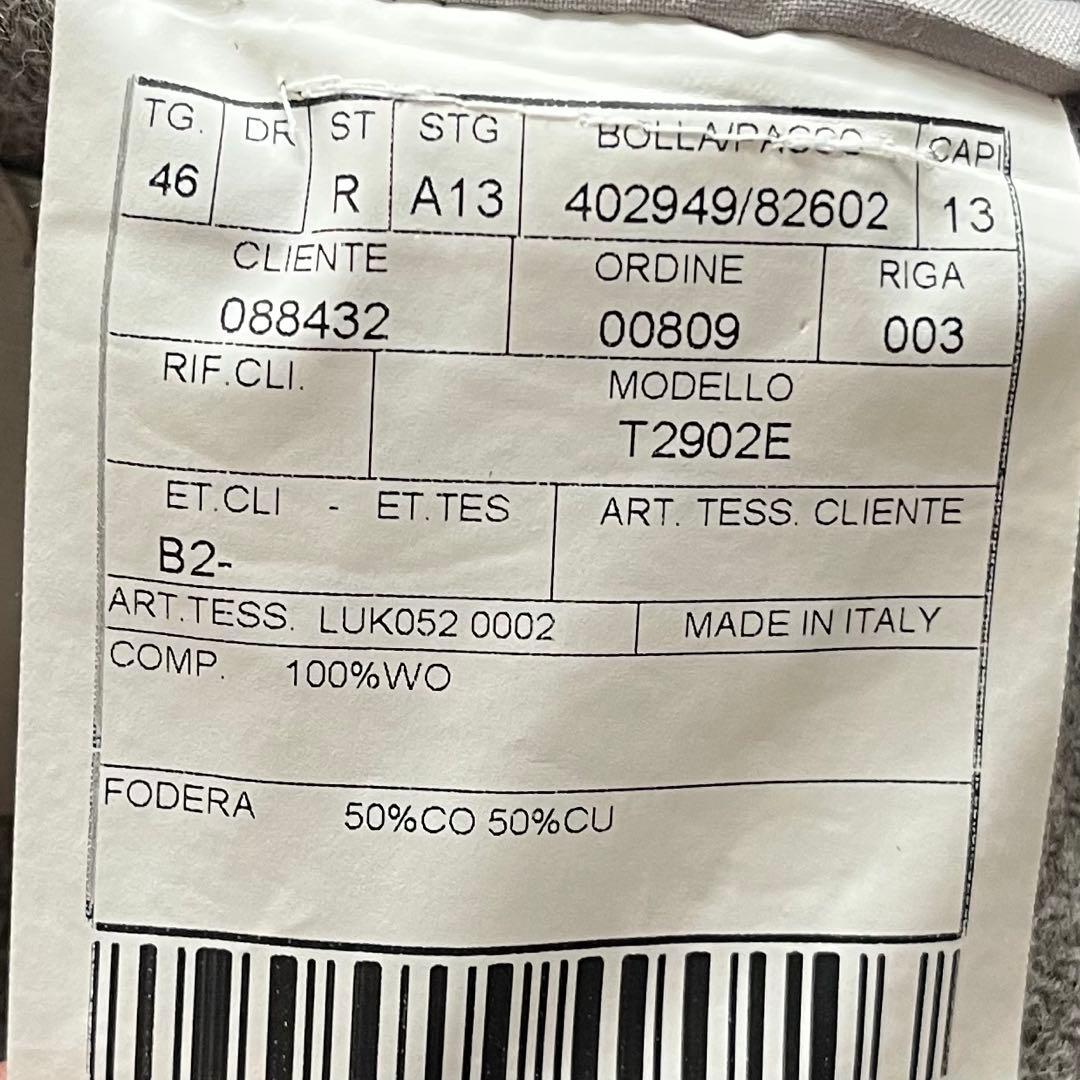 TG. DR ST STG BOLLA/PACCO CAPI
46 R A13 402949/82602 13
CLIENTE ORDINE RIGA
088432 00809 003
RIF.CLI. MODELLO
T2902E
ET.CLI - ET.TES ART. TESS. CLIENTE
B2-
ART.TESS. LUK052 0002 MADE IN ITALY
COMP. 100%WO
FODERA 50%CO 50%CU